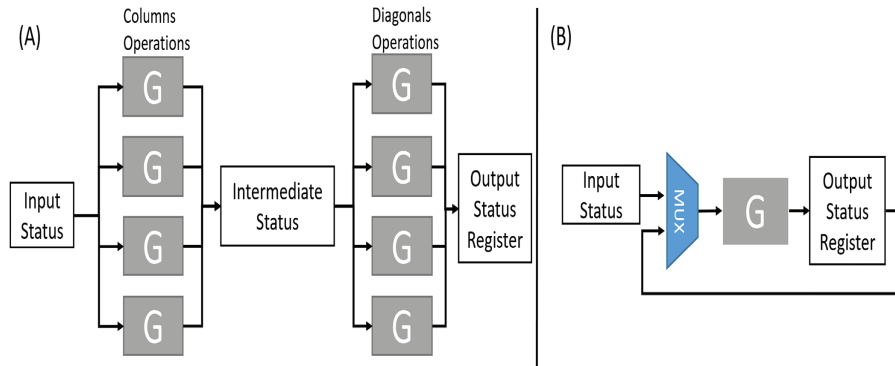 (A)
Columns
Operations
Diagonals
Operations
G
G
G
G
Input
Status
Intermediate
Status
G
G
G
G
Output
Status
Register
(B)
Input
Status
MUX
G
Output
Status
Register